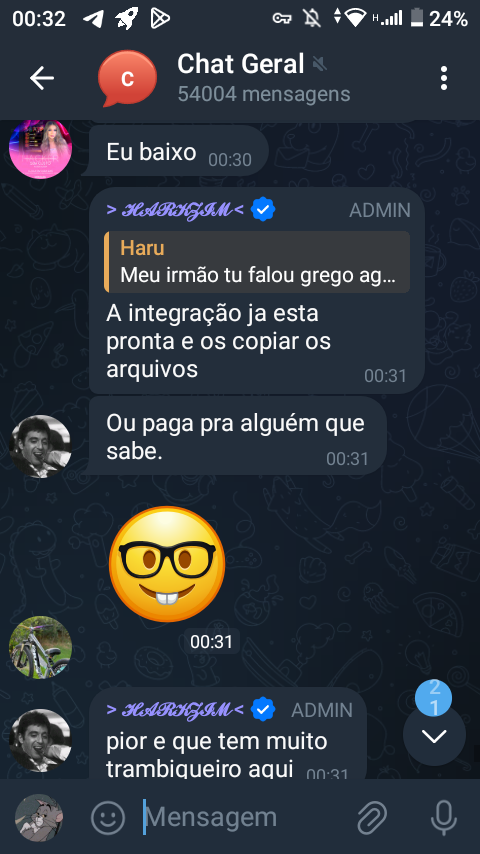 00:32
H
24%
C
Chat Geral
54004 mensagens
Eu baixo 00:30
> 𝓗𝓐𝓡𝓚𝓩𝓘𝓜 < ADMIN
Haru
Meu irmão tu falou grego ag...
A integração ja esta
pronta e os copiar os
arquivos
00:31
Ou paga pra alguém que
sabe.
00:31
00:31
> 𝓗𝓐𝓡𝓚𝓩𝓘𝓜 < ADMIN
pior e que tem muito
trambiqueiro aqui 00:31
2
1
Mensagem